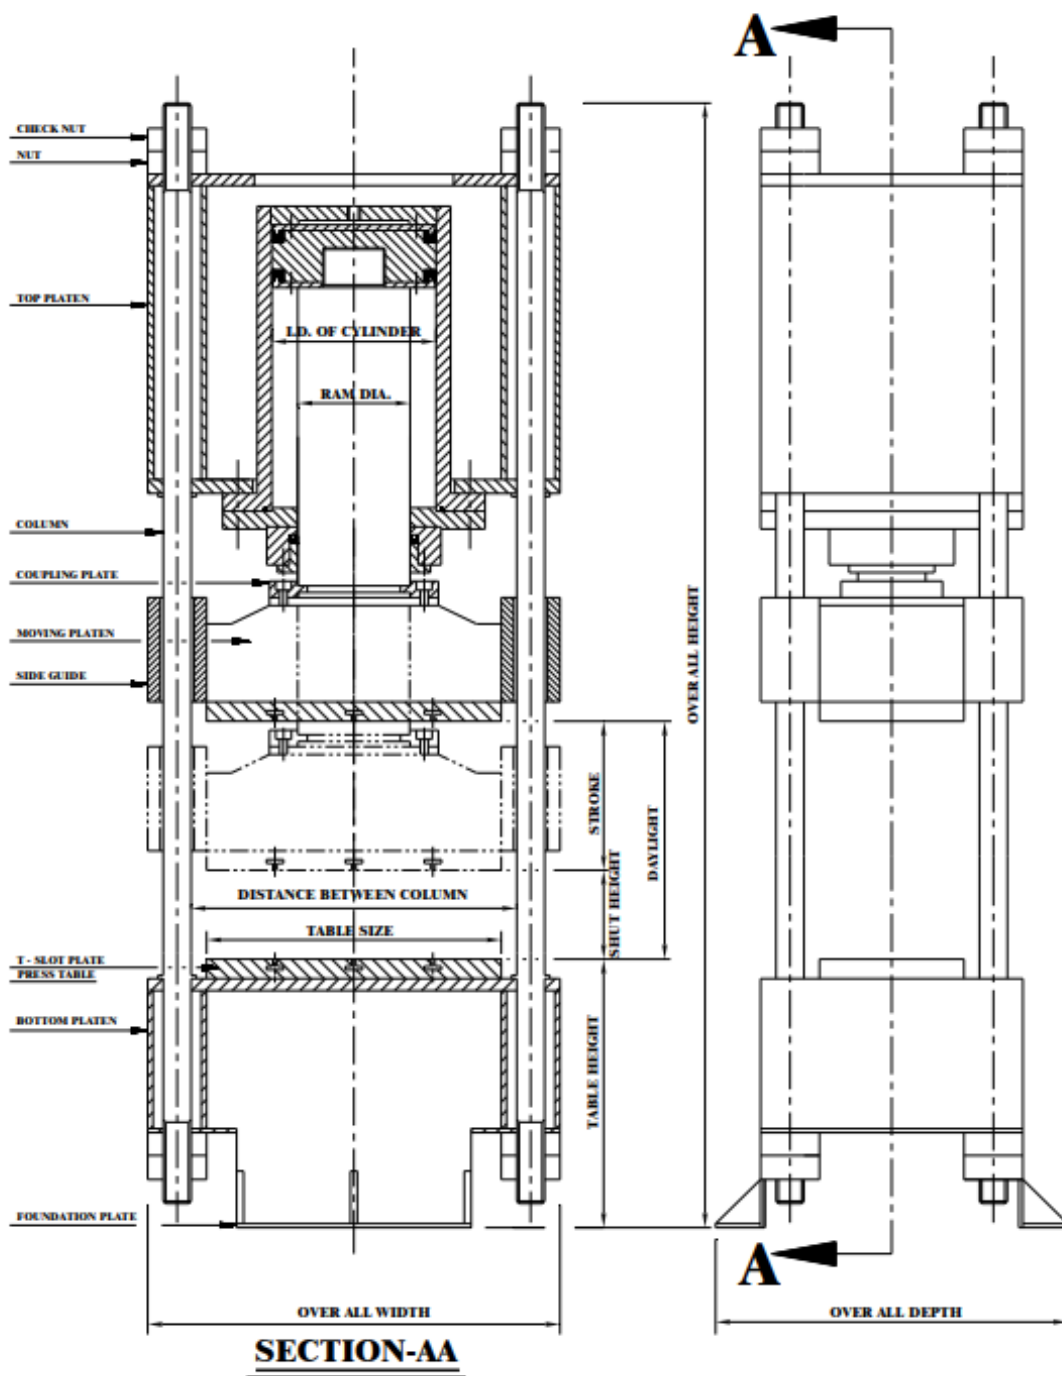 A
CHECK NUT
NUT
TOP PLATEN
I.D. OF CYLINDER
RAM DIA.
COLUMN
COUPLING PLATE
MOVING PLATEN
SIDE GUIDE
OVER ALL HEIGHT
STROKE
DAYLIGHT
SHUT HEIGHT
DISTANCE BETWEEN COLUMN
TABLE SIZE
T - SLOT PLATE
PRESS TABLE
BOTTOM PLATEN
TABLE HEIGHT
FOUNDATION PLATE
A
OVER ALL WIDTH
OVER ALL DEPTH
SECTION-AA